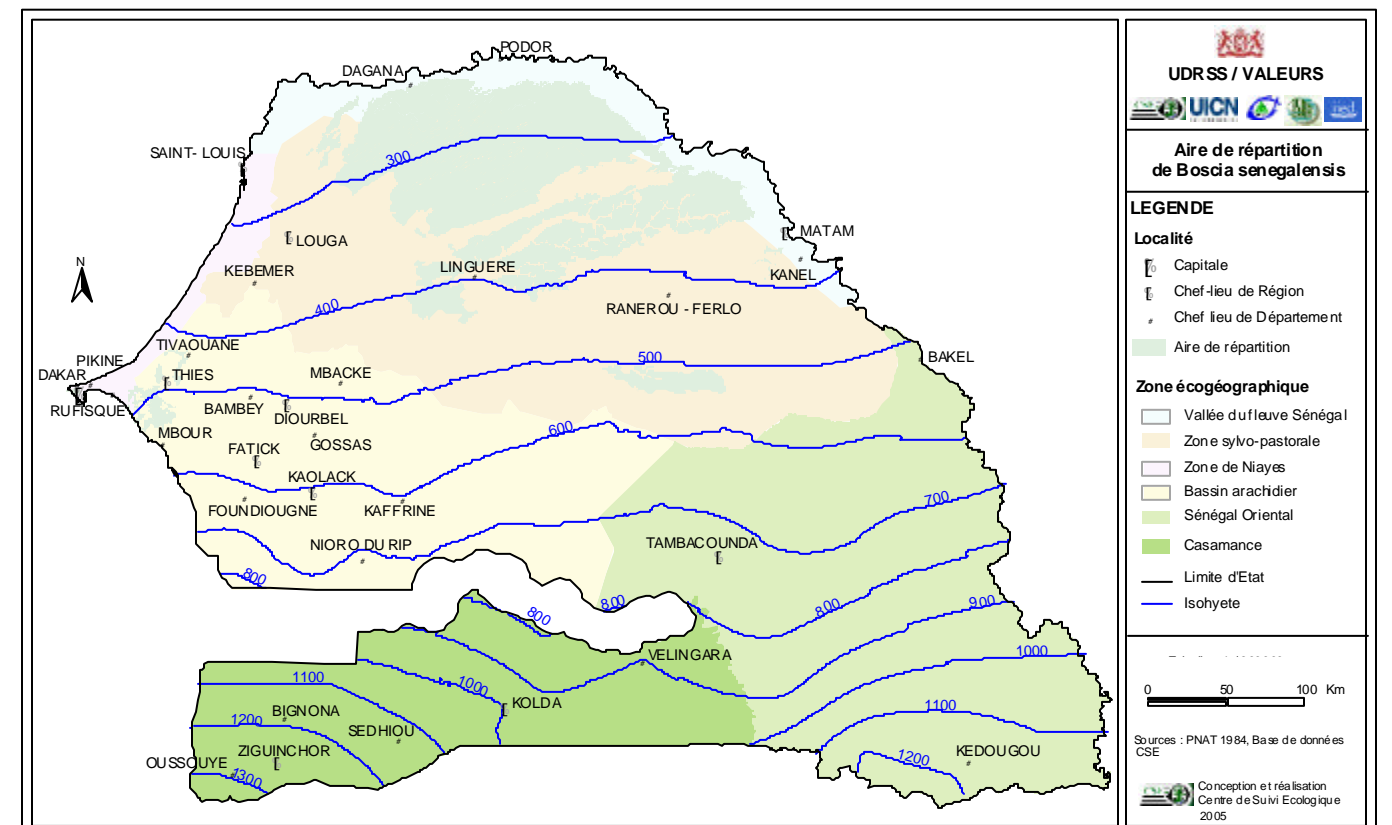 PODOR
DAGANA
SAINT- LOUIS
300
LOUGA
MATAM
N
KEBEMER
LINGUERE
KANEL
400
RANEROU - FERLO
TIVAOUANE
PIKINE
500
BAKEL
DAKAR
THIES
MBACKE
RUFISQUE
BAMBEY
DIOURBEL
MBOUR
600
GOSSAS
FATICK
KAOLACK
700
FOUNDIOUGNE
KAFFRINE
NIORO DU RIP
TAMBACOUNDA
800
800
800
800
900
VELINGARA
1000
1100
1000
KOLDA
1100
BIGNONA
1200
SEDHIOU
ZIGUINCHOR
KEDOUGOU
OUSSOUYE
1200
1300
UDRSS / VALEURS
UICN
iied
Aire de répartition
de Boscia senegalensis
LEGENDE
Localité
Capitale
Chef-lieu de Région
Chef lieu de Département
Aire de répartition
Zone écogéographique
Vallée du fleuve Sénégal
Zone sylvo-pastorale
Zone de Niayes
Bassin arachidier
Sénégal Oriental
Casamance
Limite d'Etat
Isohyete
0 50 100 Km
Sources : PNAT 1984, Base de données
CSE
Conception et réalisation
Centre de Suivi Ecologique
2005